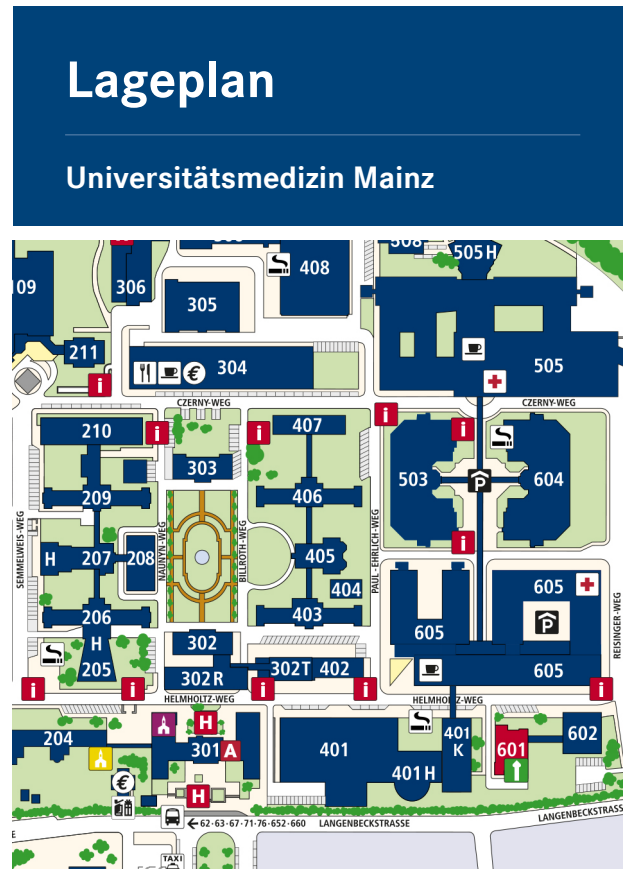 Lageplan
Universitätsmedizin Mainz
505 H
408
109
306
305
211
304
€
505
i
CZERNY-WEG
CZERNY-WEG
i
407
210
i
i
i
303
503
P
604
209
406
SEMMELWEIS-WEG
NAUNYN-WEG
BILLROTH-WEG
PAUL-EHRLICH-WEG
H
207
208
405
i
404
605
REISINGER-WEG
206
403
P
H
302
605
205
302T
402
605
302 R
i
i
i
i
i
HELMHOLTZ-WEG
HELMHOLTZ-WEG
H
204
301
A
401
401
K
601
602
401 H
€
H
62·63·67·71·76·652·660
LANGENBECKSTRASSE
LANGENBECKSTRASS
E
TAXI